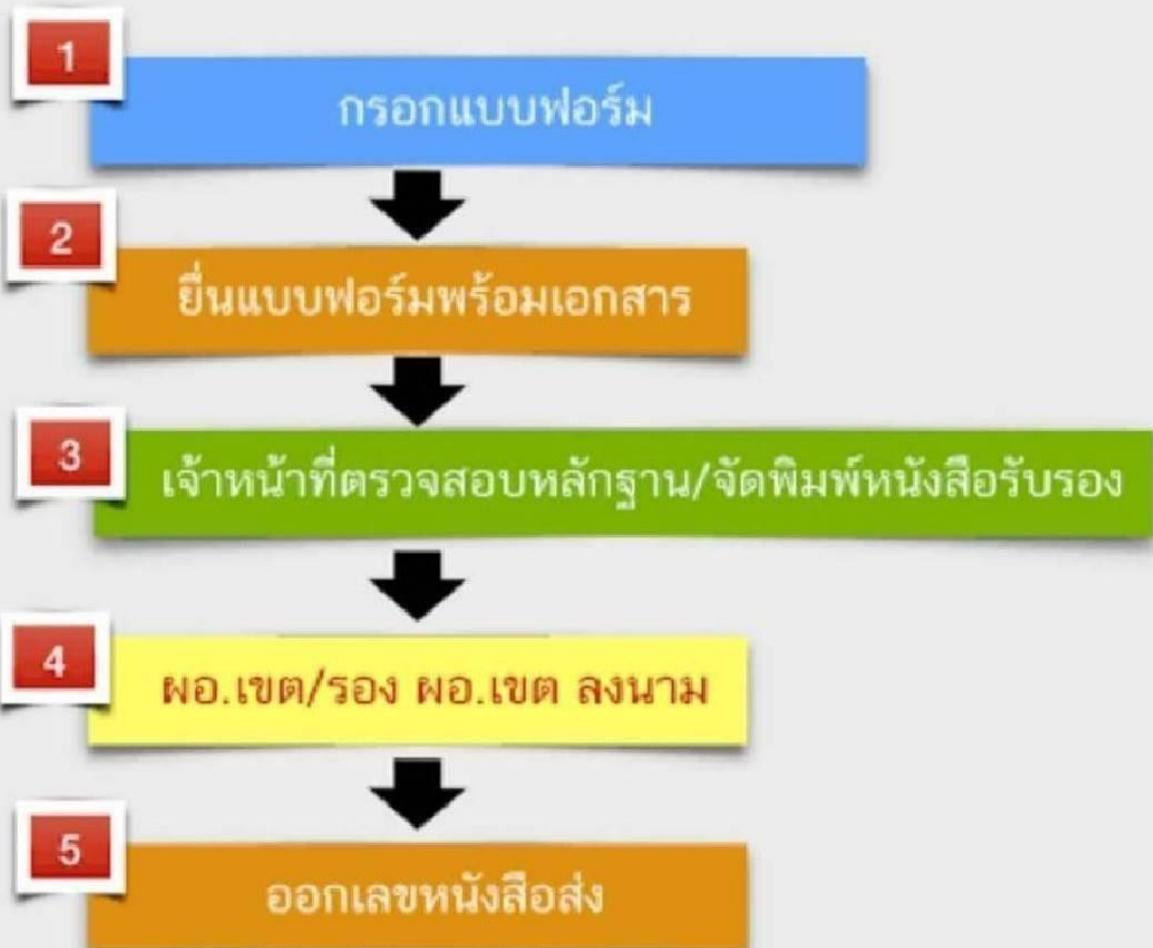 1
กรอกแบบฟอร์ม
2
ยื่นแบบฟอร์มพร้อมเอกสาร
3
เจ้าหน้าที่ตรวจสอบหลักฐาน/จัดพิมพ์หนังสือรับรอง
4
ผอ.เขต/รอง ผอ.เขต ลงนาม
5
ออกเลขหนังสือส่ง